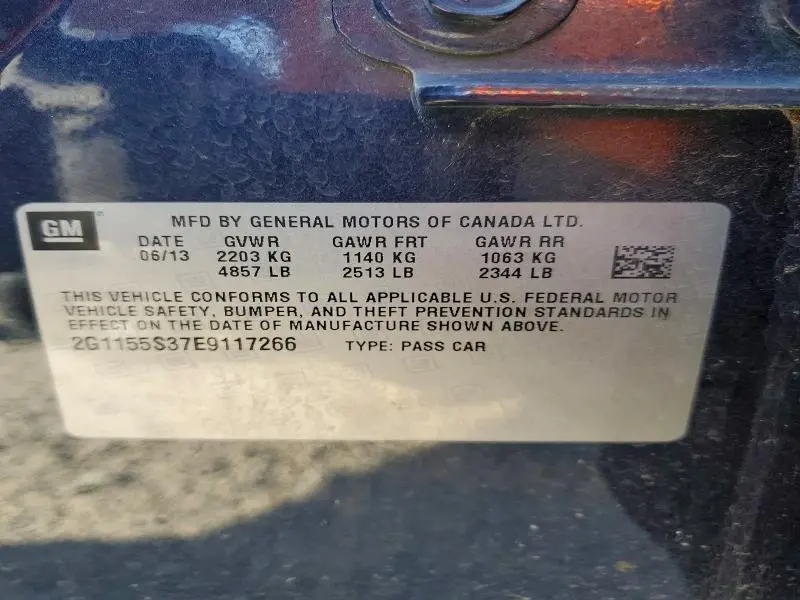 GM
MFD BY GENERAL MOTORS OF CANADA LTD.
DATE GVWR GAWR FRT GAWR RR
06/13 2203 KG 1140 KG 1063 KG
4857 LB 2513 LB 2344 LB
THIS VEHICLE CONFORMS TO ALL APPLICABLE U.S. FEDERAL MOTOR
VEHICLE SAFETY, BUMPER, AND THEFT PREVENTION STANDARDS IN
EFFECT ON THE DATE OF MANUFACTURE SHOWN ABOVE.
2G1155S37E9117266 TYPE: PASS CAR